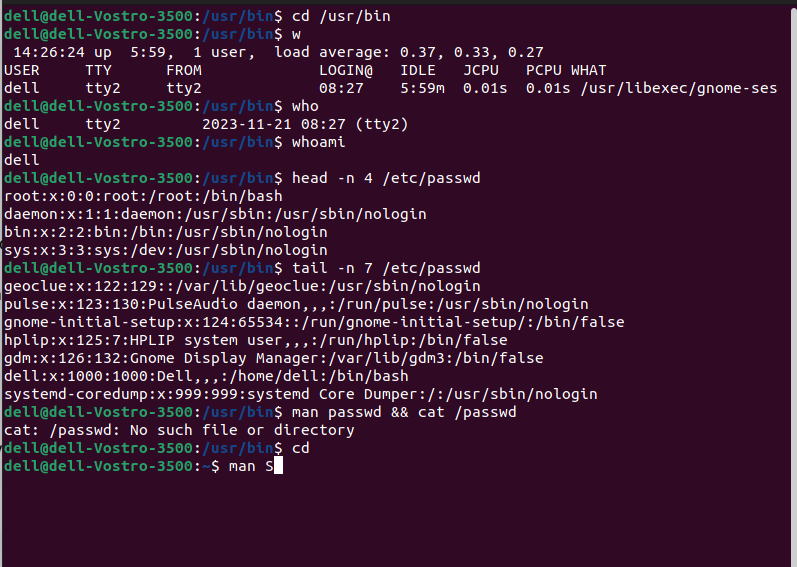 dell@dell-Vostro-3500:/usr/bin$ cd /usr/bin
dell@dell-Vostro-3500:/usr/bin$ w
 14:26:24 up  5:59,  1 user,  load average: 0.37, 0.33, 0.27
USER     TTY      FROM             LOGIN@   IDLE   JCPU   PCPU WHAT
dell     tty2     tty2             08:27    5:59m  0.01s  0.01s /usr/libexec/gnome-ses
dell@dell-Vostro-3500:/usr/bin$ who
dell     tty2         2023-11-21 08:27 (tty2)
dell@dell-Vostro-3500:/usr/bin$ whoami
dell
dell@dell-Vostro-3500:/usr/bin$ head -n 4 /etc/passwd
root:x:0:0:root:/root:/bin/bash
daemon:x:1:1:daemon:/usr/sbin:/usr/sbin/nologin
bin:x:2:2:bin:/bin:/usr/sbin/nologin
sys:x:3:3:sys:/dev:/usr/sbin/nologin
dell@dell-Vostro-3500:/usr/bin$ tail -n 7 /etc/passwd
geoclue:x:122:129::/var/lib/geoclue:/usr/sbin/nologin
pulse:x:123:130:PulseAudio daemon,,,:/run/pulse:/usr/sbin/nologin
gnome-initial-setup:x:124:65534::/run/gnome-initial-setup/:/bin/false
hplip:x:125:7:HPLIP system user,,,:/run/hplip:/bin/false
gdm:x:126:132:Gnome Display Manager:/var/lib/gdm3:/bin/false
dell:x:1000:1000:Dell,,,:/home/dell:/bin/bash
systemd-coredump:x:999:999:systemd Core Dumper:/:/usr/sbin/nologin
dell@dell-Vostro-3500:/usr/bin$ man passwd && cat /passwd
cat: /passwd: No such file or directory
dell@dell-Vostro-3500:/usr/bin$ cd
dell@dell-Vostro-3500:~$ man S